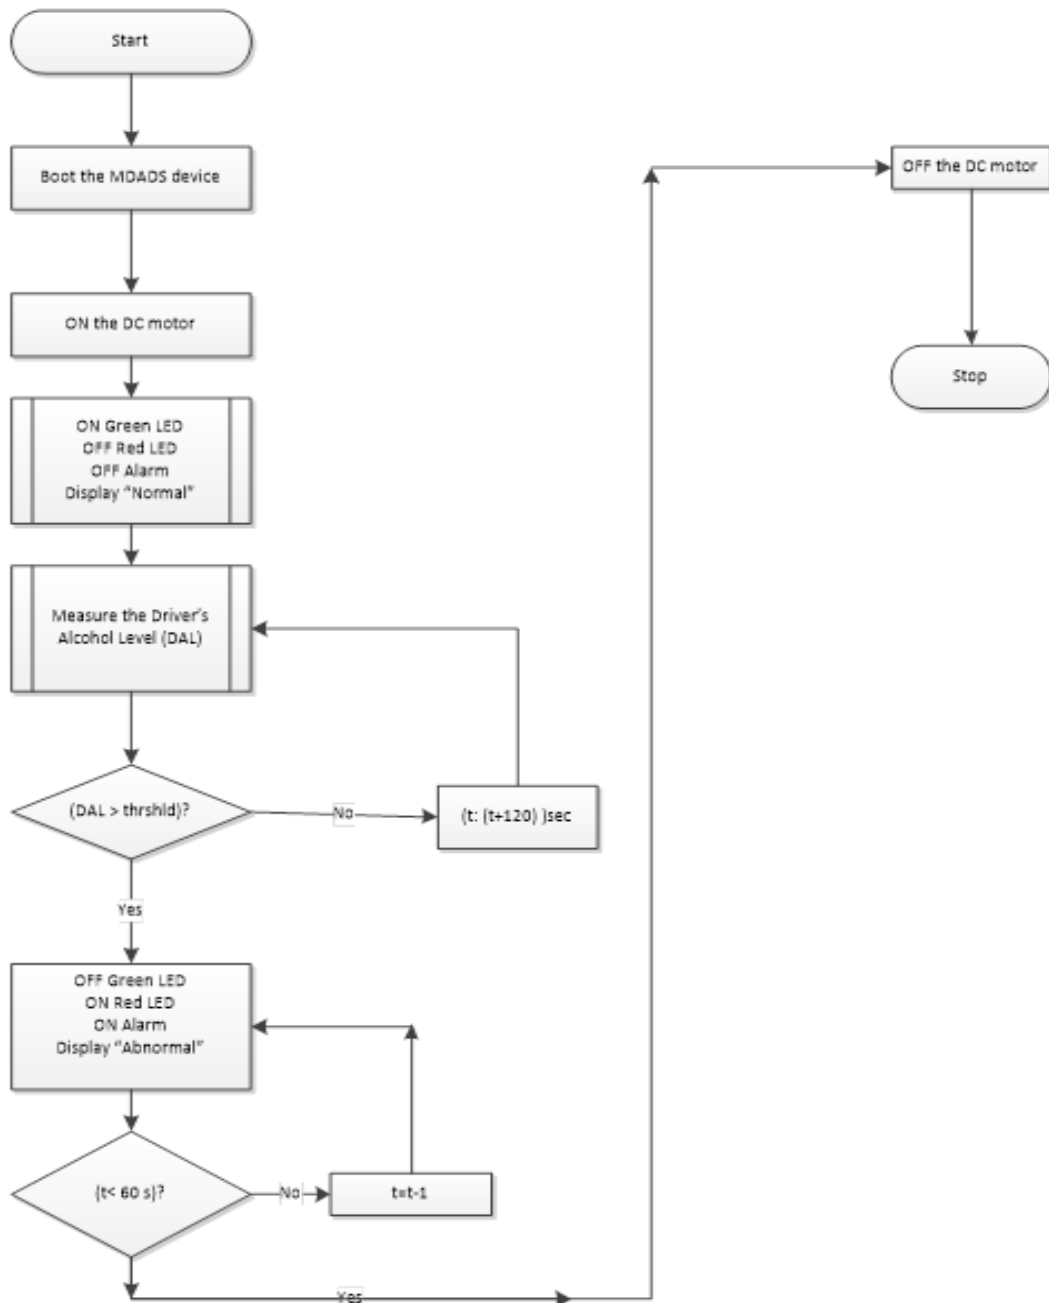 Start
Boot the MDADS device
ON the DC motor
ON Green LED
OFF Red LED
OFF Alarm
Display “Normal”
Measure the Driver’s
Alcohol Level (DAL)
(DAL > thrshld)?
No
(t: (t+120) )sec
Yes
OFF Green LED
ON Red LED
ON Alarm
Display “Abnormal”
(t< 60 s)?
No
t=t-1
Yes
OFF the DC motor
Stop